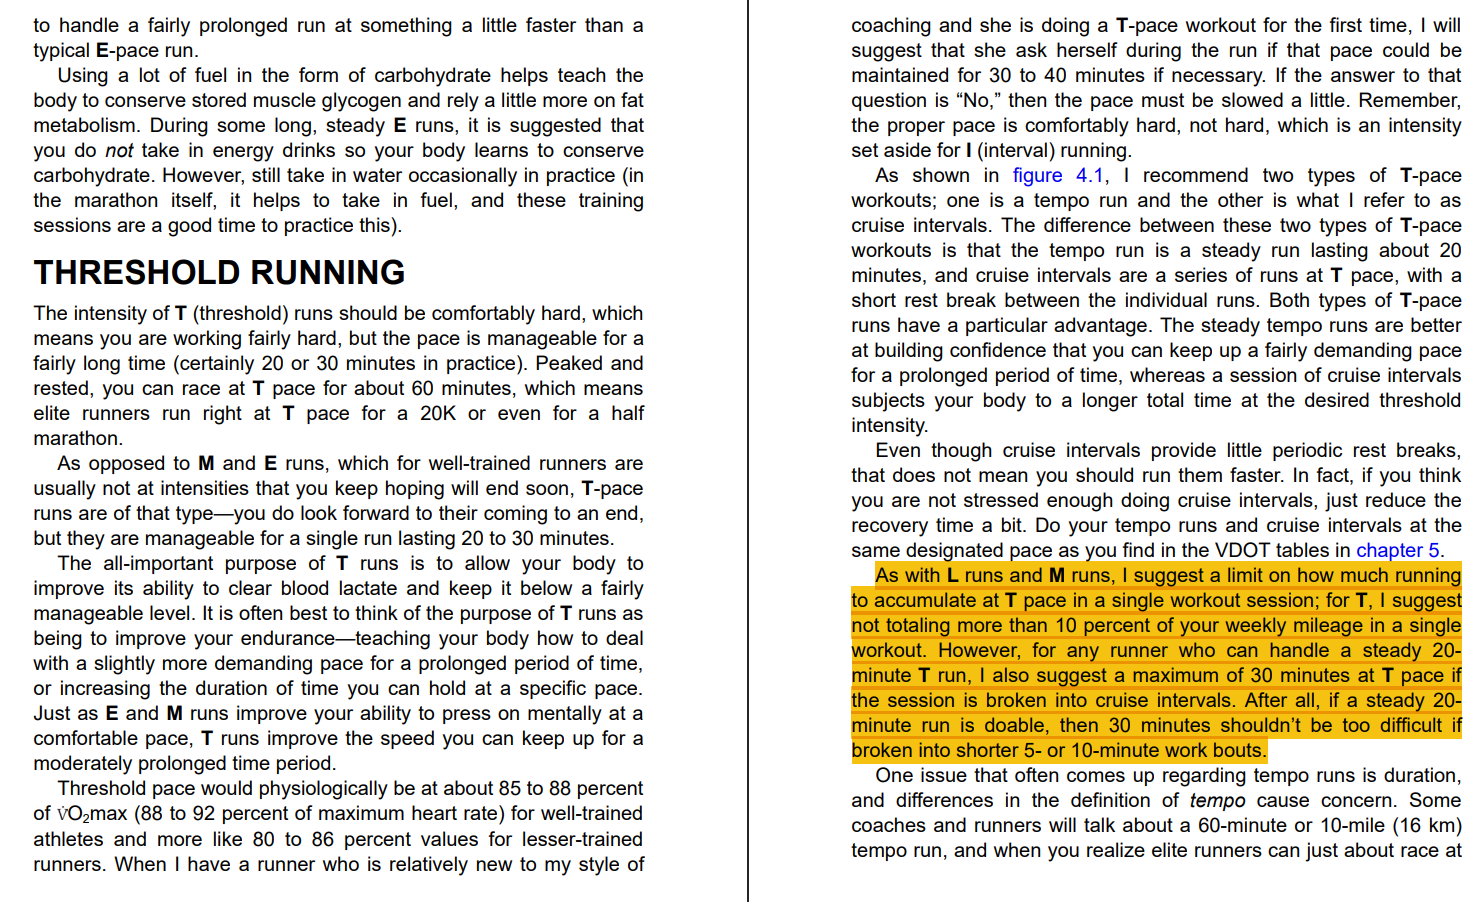 to handle a fairly prolonged run at something a little faster than a
typical E-pace run.
Using a lot of fuel in the form of carbohydrate helps teach the
body to conserve stored muscle glycogen and rely a little more on fat
metabolism. During some long, steady E runs, it is suggested that
you do not take in energy drinks so your body learns to conserve
carbohydrate. However, still take in water occasionally in practice (in
the marathon itself, it helps to take in fuel, and these training
sessions are a good time to practice this).
THRESHOLD RUNNING
The intensity of T (threshold) runs should be comfortably hard, which
means you are working fairly hard, but the pace is manageable for a
fairly long time (certainly 20 or 30 minutes in practice). Peaked and
rested, you can race at T pace for about 60 minutes, which means
elite runners run right at T pace for a 20K or even for a half
marathon.
As opposed to M and E runs, which for well-trained runners are
usually not at intensities that you keep hoping will end soon, T-pace
runs are of that type—you do look forward to their coming to an end,
but they are manageable for a single run lasting 20 to 30 minutes.
The all-important purpose of T runs is to allow your body to
improve its ability to clear blood lactate and keep it below a fairly
manageable level. It is often best to think of the purpose of T runs as
being to improve your endurance—teaching your body how to deal
with a slightly more demanding pace for a prolonged period of time,
or increasing the duration of time you can hold at a specific pace.
Just as E and M runs improve your ability to press on mentally at a
comfortable pace, T runs improve the speed you can keep up for a
moderately prolonged time period.
Threshold pace would physiologically be at about 85 to 88 percent
of v̇O₂max (88 to 92 percent of maximum heart rate) for well-trained
athletes and more like 80 to 86 percent values for lesser-trained
runners. When I have a runner who is relatively new to my style of
coaching and she is doing a T-pace workout for the first time, I will
suggest that she ask herself during the run if that pace could be
maintained for 30 to 40 minutes if necessary. If the answer to that
question is “No,” then the pace must be slowed a little. Remember,
the proper pace is comfortably hard, not hard, which is an intensity
set aside for I (interval) running.
As shown in figure 4.1, I recommend two types of T-pace
workouts; one is a tempo run and the other is what I refer to as
cruise intervals. The difference between these two types of T-pace
workouts is that the tempo run is a steady run lasting about 20
minutes, and cruise intervals are a series of runs at T pace, with a
short rest break between the individual runs. Both types of T-pace
runs have a particular advantage. The steady tempo runs are better
at building confidence that you can keep up a fairly demanding pace
for a prolonged period of time, whereas a session of cruise intervals
subjects your body to a longer total time at the desired threshold
intensity.
Even though cruise intervals provide little periodic rest breaks,
that does not mean you should run them faster. In fact, if you think
you are not stressed enough doing cruise intervals, just reduce the
recovery time a bit. Do your tempo runs and cruise intervals at the
same designated pace as you find in the VDOT tables in chapter 5.
As with L runs and M runs, I suggest a limit on how much running
to accumulate at T pace in a single workout session; for T, I suggest
not totaling more than 10 percent of your weekly mileage in a single
workout. However, for any runner who can handle a steady 20-
minute T run, I also suggest a maximum of 30 minutes at T pace if
the session is broken into cruise intervals. After all, if a steady 20-
minute run is doable, then 30 minutes shouldn’t be too difficult if
broken into shorter 5- or 10-minute work bouts.
One issue that often comes up regarding tempo runs is duration,
and differences in the definition of tempo cause concern. Some
coaches and runners will talk about a 60-minute or 10-mile (16 km)
tempo run, and when you realize elite runners can just about race at